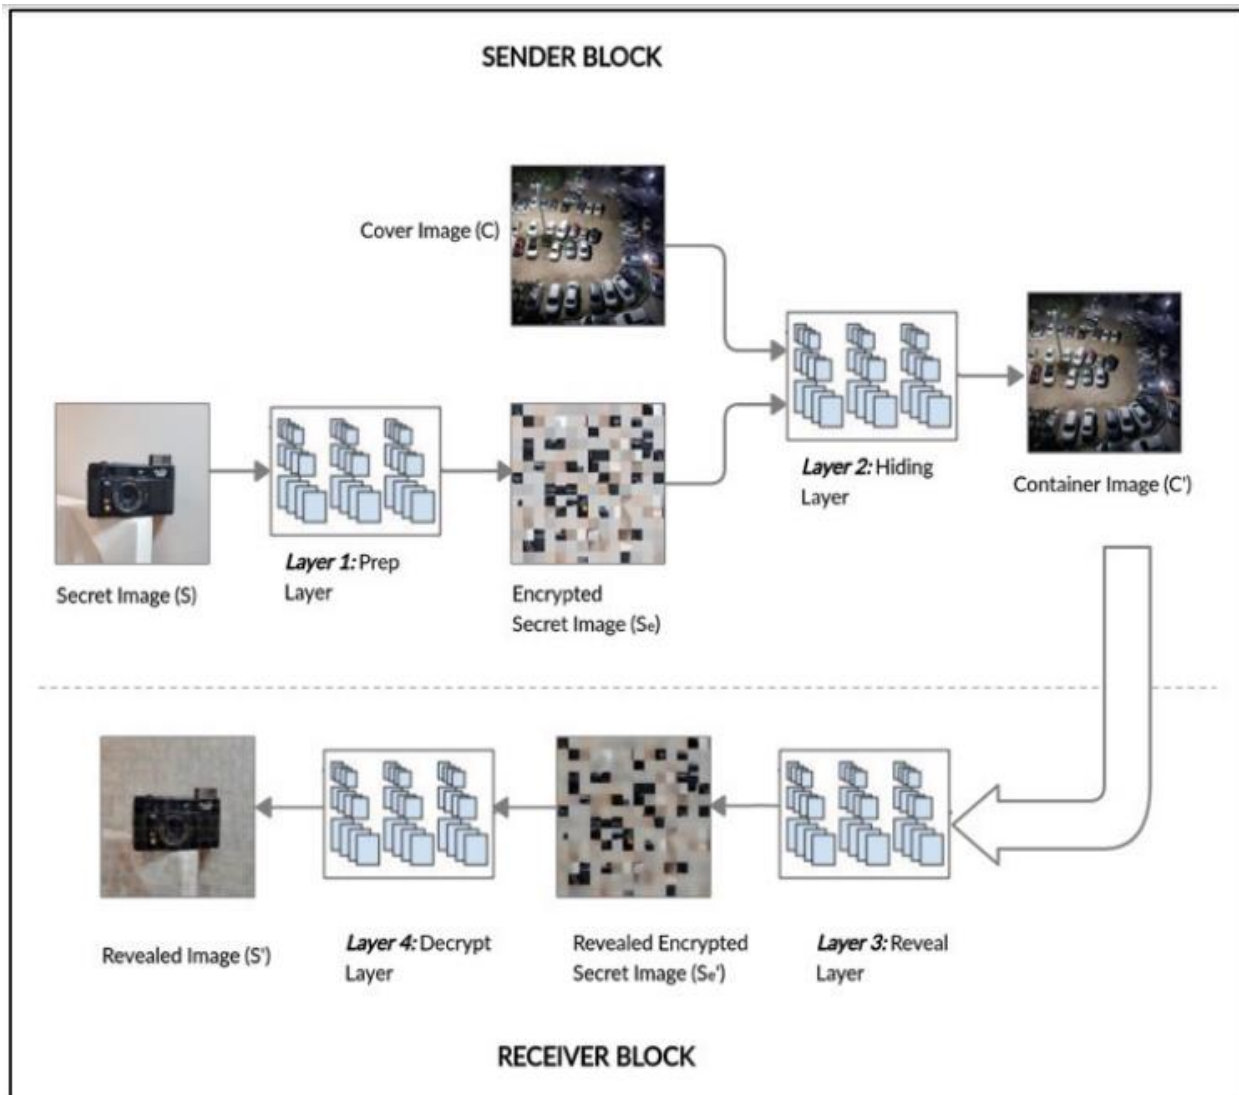 SENDER BLOCK
Cover Image (C)
Layer 2: Hiding
Layer
Container Image (C')
Secret Image (S)
Layer 1: Prep
Layer
Encrypted
Secret Image (Se)
Revealed Image (S')
Layer 4: Decrypt
Layer
Revealed Encrypted
Secret Image (Se')
Layer 3: Reveal
Layer
RECEIVER BLOCK